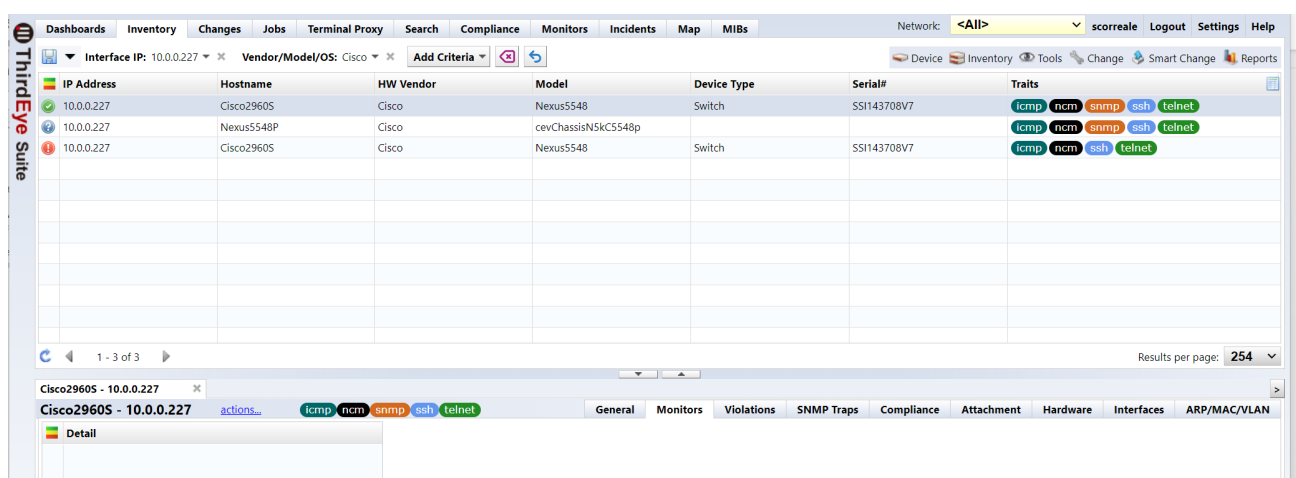 ThirdEye Suite
Dashboards Inventory Changes Jobs Terminal Proxy Search Compliance Monitors Incidents Map MIBs Network: <All> scorreale Logout Settings Help
Interface IP: 10.0.0.227 Vendor/Model/OS: Cisco Add Criteria Device Inventory Tools Change Smart Change Reports
IP Address Hostname HW Vendor Model Device Type Serial# Traits
10.0.0.227 Cisco2960S Cisco Nexus5548 Switch SSI143708V7 icmp ncm snmp ssh telnet
10.0.0.227 Nexus5548P Cisco cevChassisN5kC5548p icmp ncm snmp ssh telnet
10.0.0.227 Cisco2960S Cisco Nexus5548 Switch SSI143708V7 icmp ncm ssh telnet
1 - 3 of 3 Results per page: 254
Cisco2960S - 10.0.0.227 >
Cisco2960S - 10.0.0.227 actions... icmp ncm snmp ssh telnet General Monitors Violations SNMP Traps Compliance Attachment Hardware Interfaces ARP/MAC/VLAN
Detail